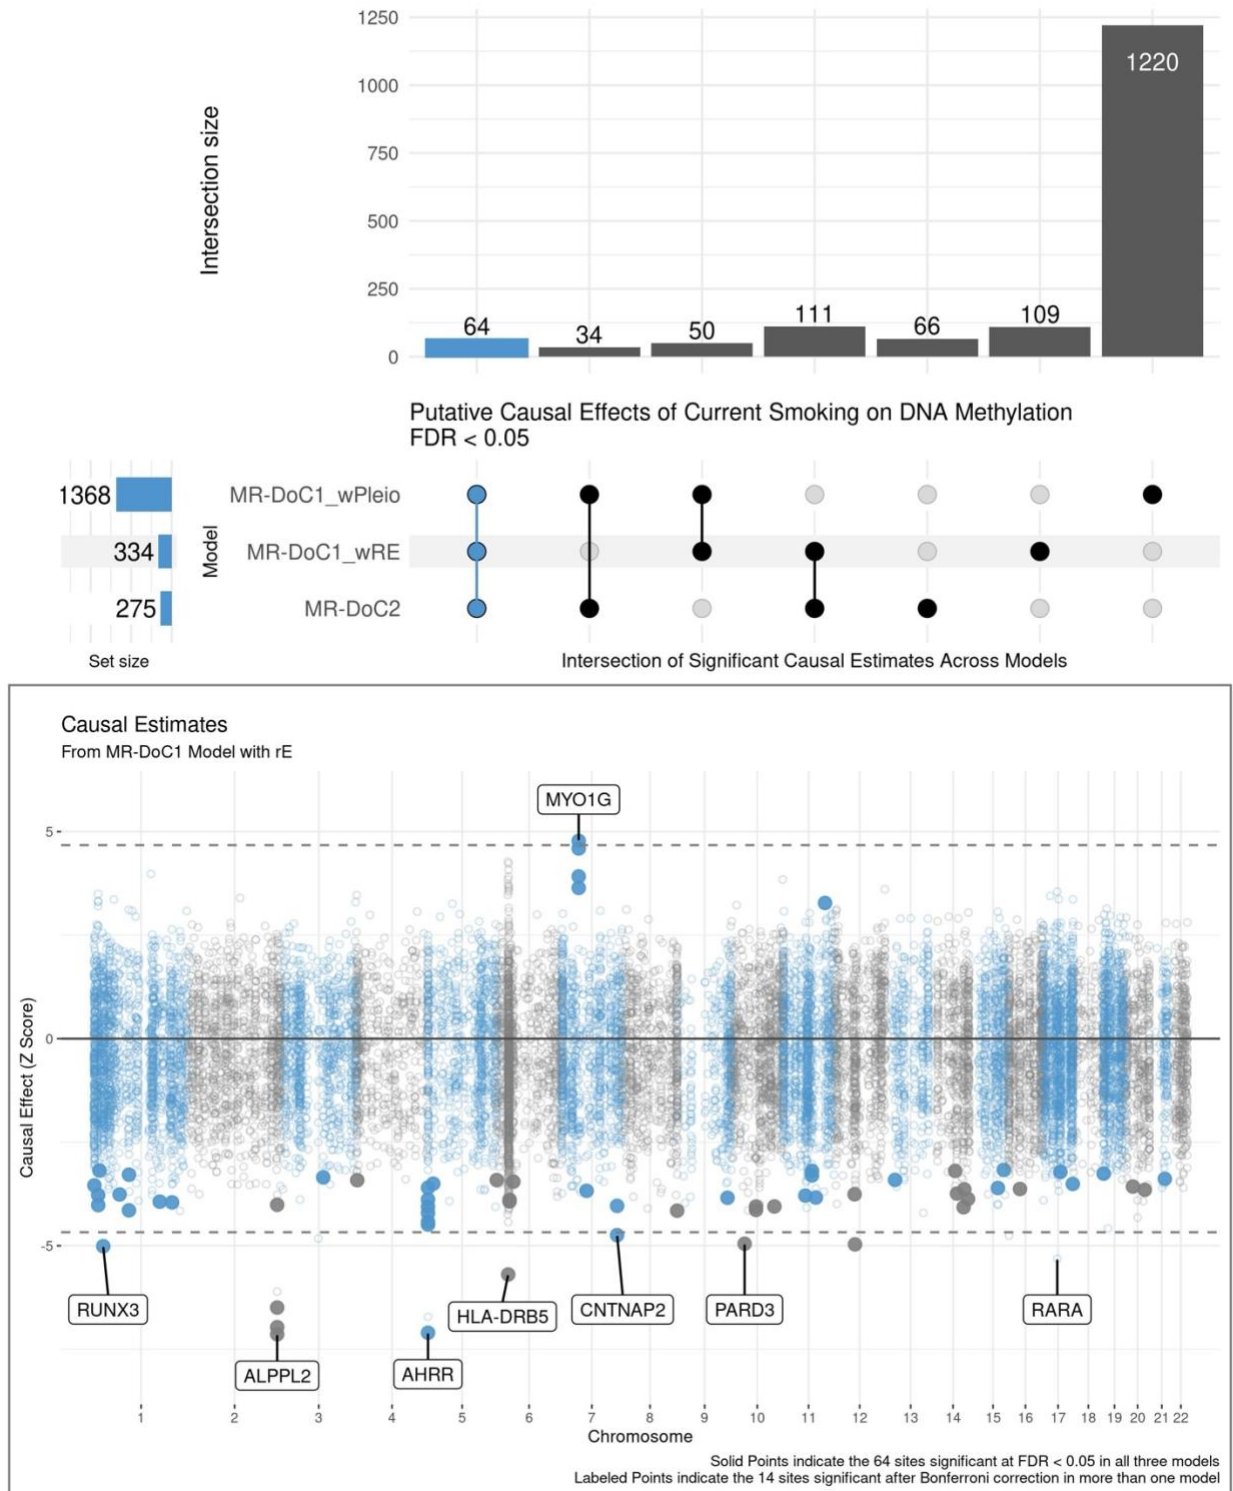 1250
1000
750
500
250
0
Intersection size
1220
64
34
50
111
66
109
Putative Causal Effects of Current Smoking on DNA Methylation
FDR < 0.05
1368
334
275
Set size
Model
MR-DoC1_wPleio
MR-DoC1_wRE
MR-DoC2
Intersection of Significant Causal Estimates Across Models
Causal Estimates
From MR-DoC1 Model with rE
Causal Effect (Z Score)
5
0
-5
MYO1G
RUNX3
ALPPL2
AHRR
HLA-DRB5
CNTNAP2
PARD3
RARA
1 2 3 4 5 6 7 8 9 10 11 12 13 14 15 16 17 18 19 20 21 22
Chromosome
Solid Points indicate the 64 sites significant at FDR < 0.05 in all three models
Labeled Points indicate the 14 sites significant after Bonferroni correction in more than one model